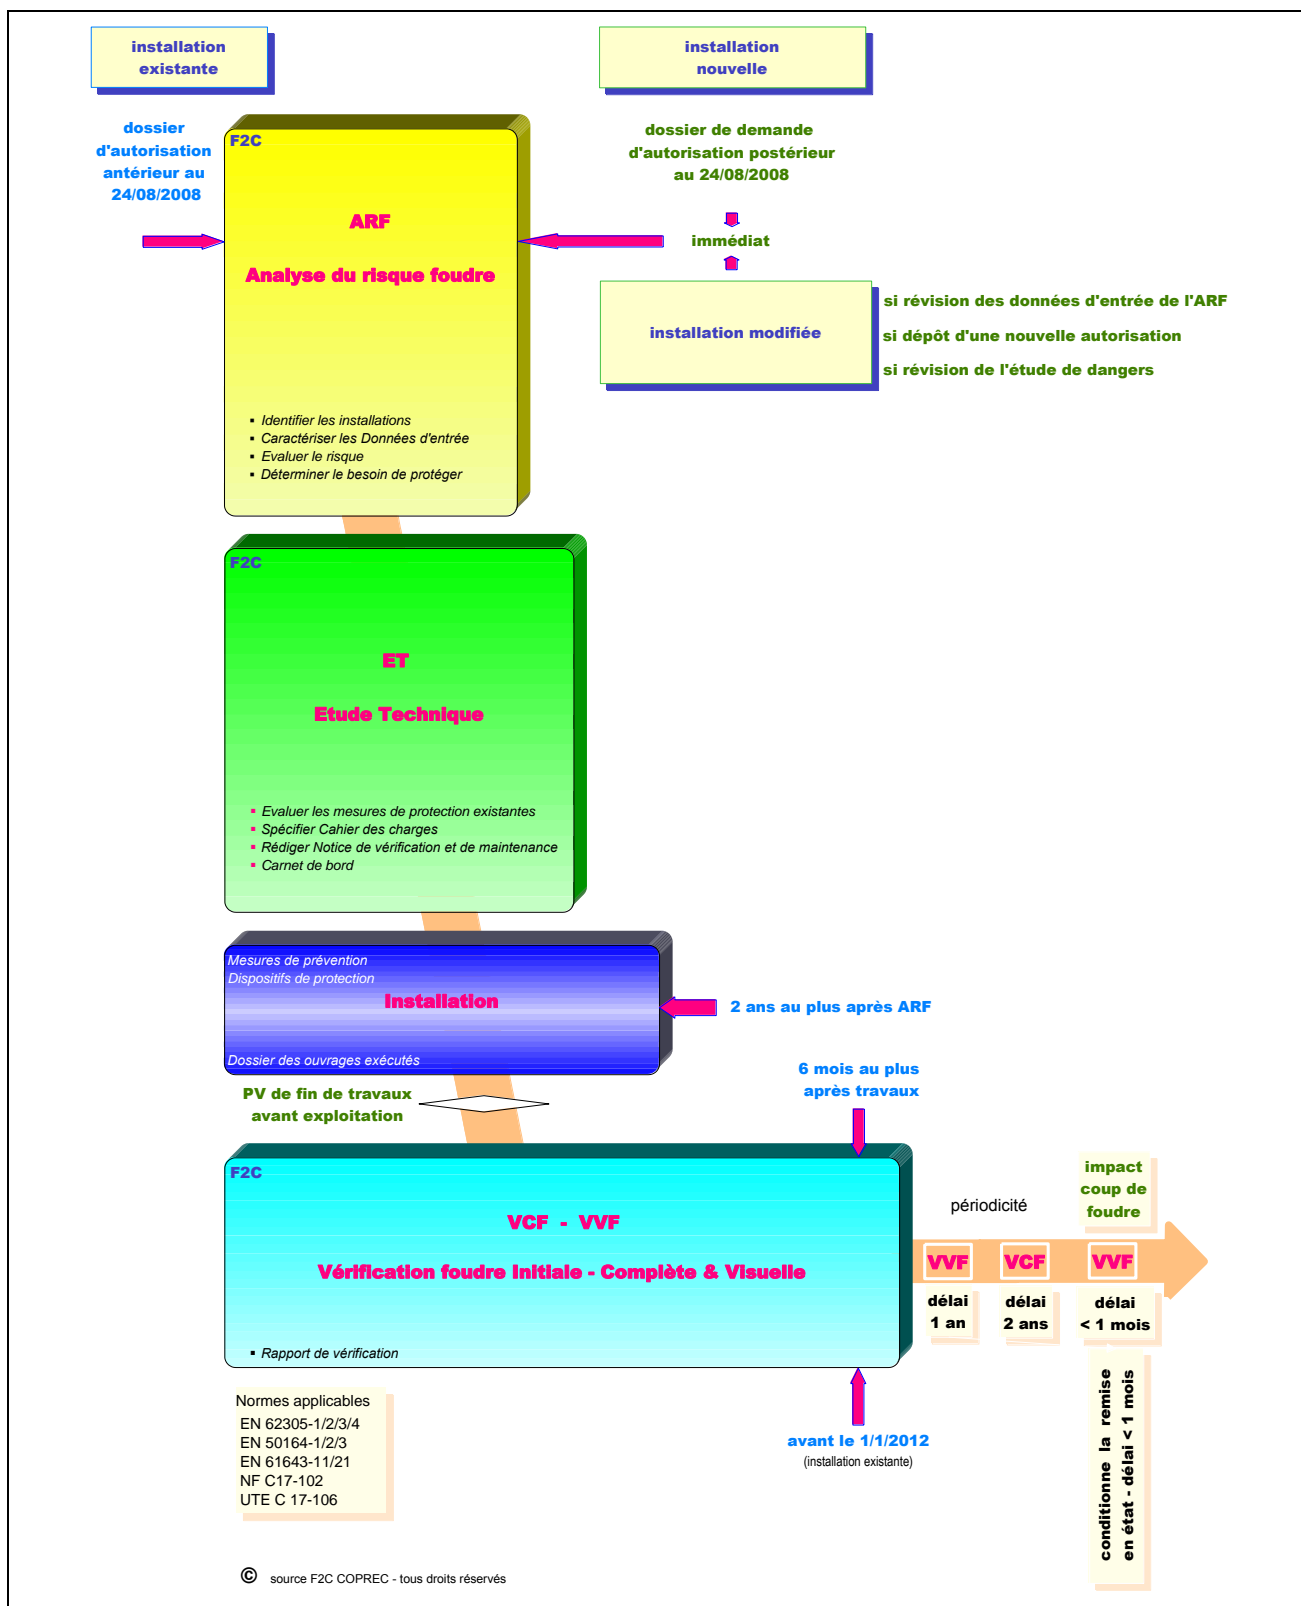 installation
existante
installation
nouvelle
dossier
d'autorisation
antérieur au
24/08/2008
dossier de demande
d'autorisation postérieur
au 24/08/2008
F2C
ARF
Analyse du risque foudre
immédiat
installation modifiée
si révision des données d'entrée de l'ARF
si dépôt d'une nouvelle autorisation
si révision de l'étude de dangers
▪ Identifier les installations
▪ Caractériser les Données d'entrée
▪ Evaluer le risque
▪ Déterminer le besoin de protéger
F2C
ET
Etude Technique
▪ Evaluer les mesures de protection existantes
▪ Spécifier Cahier des charges
▪ Rédiger Notice de vérification et de maintenance
▪ Carnet de bord
Mesures de prévention
Dispositifs de protection
Installation
Dossier des ouvrages exécutés
2 ans au plus après ARF
PV de fin de travaux
avant exploitation
6 mois au plus
après travaux
F2C
VCF - VVF
Vérification foudre Initiale - Complète & Visuelle
▪ Rapport de vérification
périodicité
impact
coup de
foudre
VVF
VCF
VVF
délai
1 an
délai
2 ans
délai
< 1 mois
conditionne la remise
en état - délai < 1 mois
avant le 1/1/2012
(installation existante)
Normes applicables
EN 62305-1/2/3/4
EN 50164-1/2/3
EN 61643-11/21
NF C17-102
UTE C 17-106
© source F2C COPREC - tous droits réservés